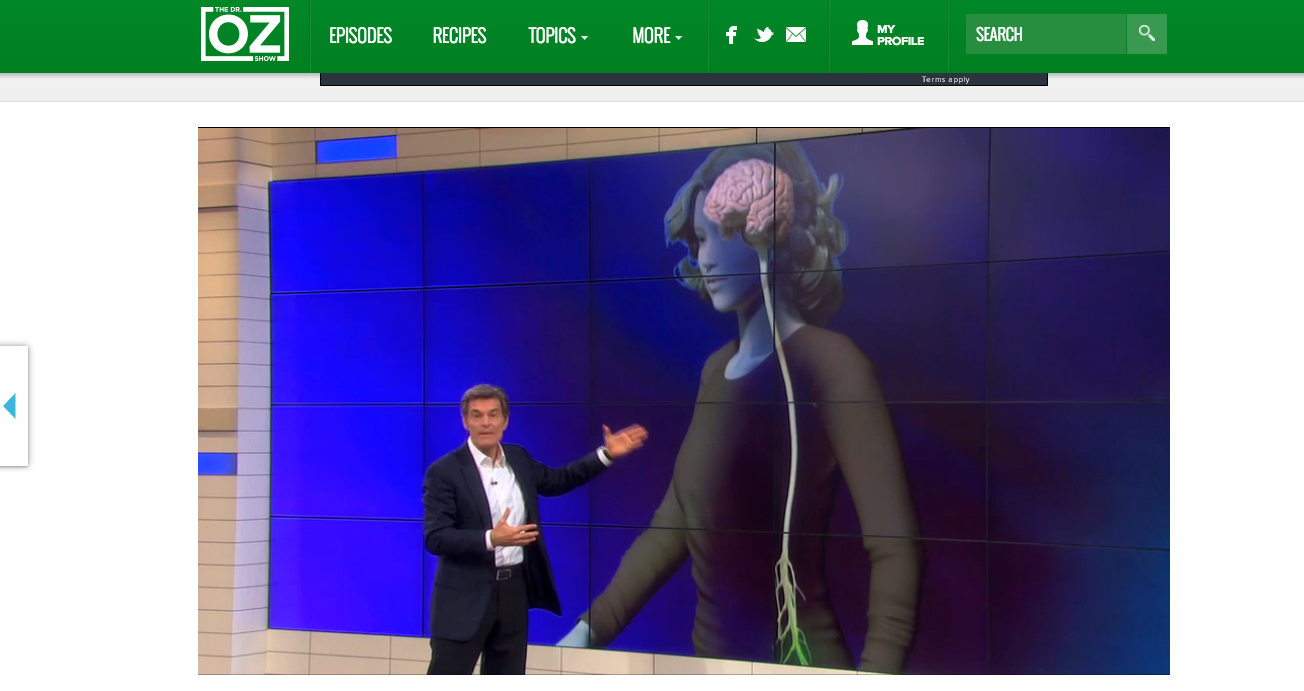 THE DR.
OZ
SHOW
EPISODES
RECIPES
TOPICS
MORE
MY
PROFILE
SEARCH
Terms apply